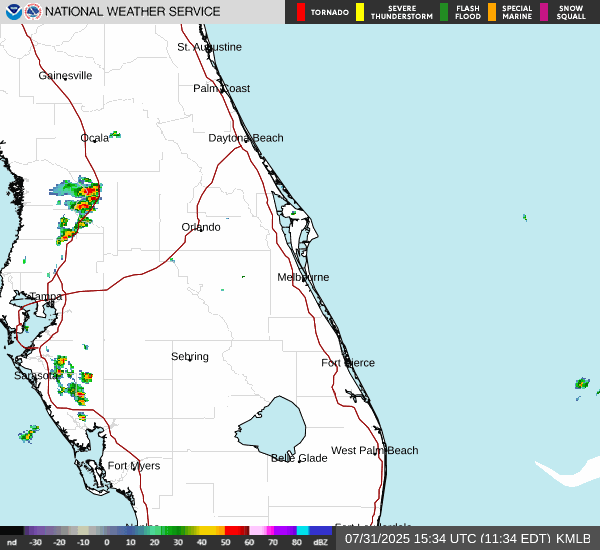 NATIONAL WEATHER SERVICE
TORNADO
SEVERE THUNDERSTORM
FLASH FLOOD
SPECIAL MARINE
SNOW SQUALL
St. Augustine
Gainesville
Palm Coast
Ocala
Daytona Beach
Orlando
Melbourne
Tampa
Sebring
Fort Pierce
Sarasota
West Palm Beach
Belle Glade
Fort Myers
nd -30 -20 -10 0 10 20 30 40 50 60 70 80 dBZ
07/31/2025 15:34 UTC (11:34 EDT) KMLB